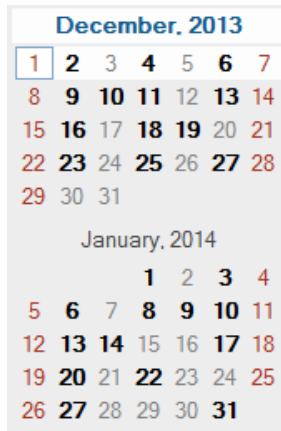 December, 2013
1 2 3 4 5 6 7
8 9 10 11 12 13 14
15 16 17 18 19 20 21
22 23 24 25 26 27 28
29 30 31
January, 2014
1 2 3 4
5 6 7 8 9 10 11
12 13 14 15 16 17 18
19 20 21 22 23 24 25
26 27 28 29 30 31